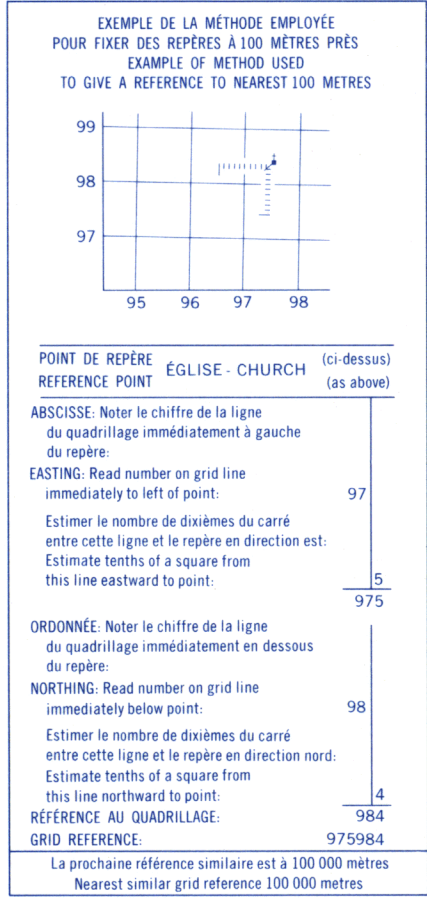 EXEMPLE DE LA MÉTHODE EMPLOYÉE
POUR FIXER DES REPÈRES À 100 MÈTRES PRÈS
EXAMPLE OF METHOD USED
TO GIVE A REFERENCE TO NEAREST 100 METRES
99
98
97
95 96 97 98
POINT DE REPÈRE
REFERENCE POINT
ÉGLISE - CHURCH
(ci-dessus)
(as above)
ABSCISSE: Noter le chiffre de la ligne
du quadrillage immédiatement à gauche
du repère:
EASTING: Read number on grid line
immediately to left of point: 97
Estimer le nombre de dixièmes du carré
entre cette ligne et le repère en direction est:
Estimate tenths of a square from
this line eastward to point: 5
975
ORDONNÉE: Noter le chiffre de la ligne
du quadrillage immédiatement en dessous
du repère:
NORTHING: Read number on grid line
immediately below point: 98
Estimer le nombre de dixièmes du carré
entre cette ligne et le repère en direction nord:
Estimate tenths of a square from
this line northward to point: 4
RÉFÉRENCE AU QUADRILLAGE: 984
GRID REFERENCE: 975984
La prochaine référence similaire est à 100 000 mètres
Nearest similar grid reference 100 000 metres